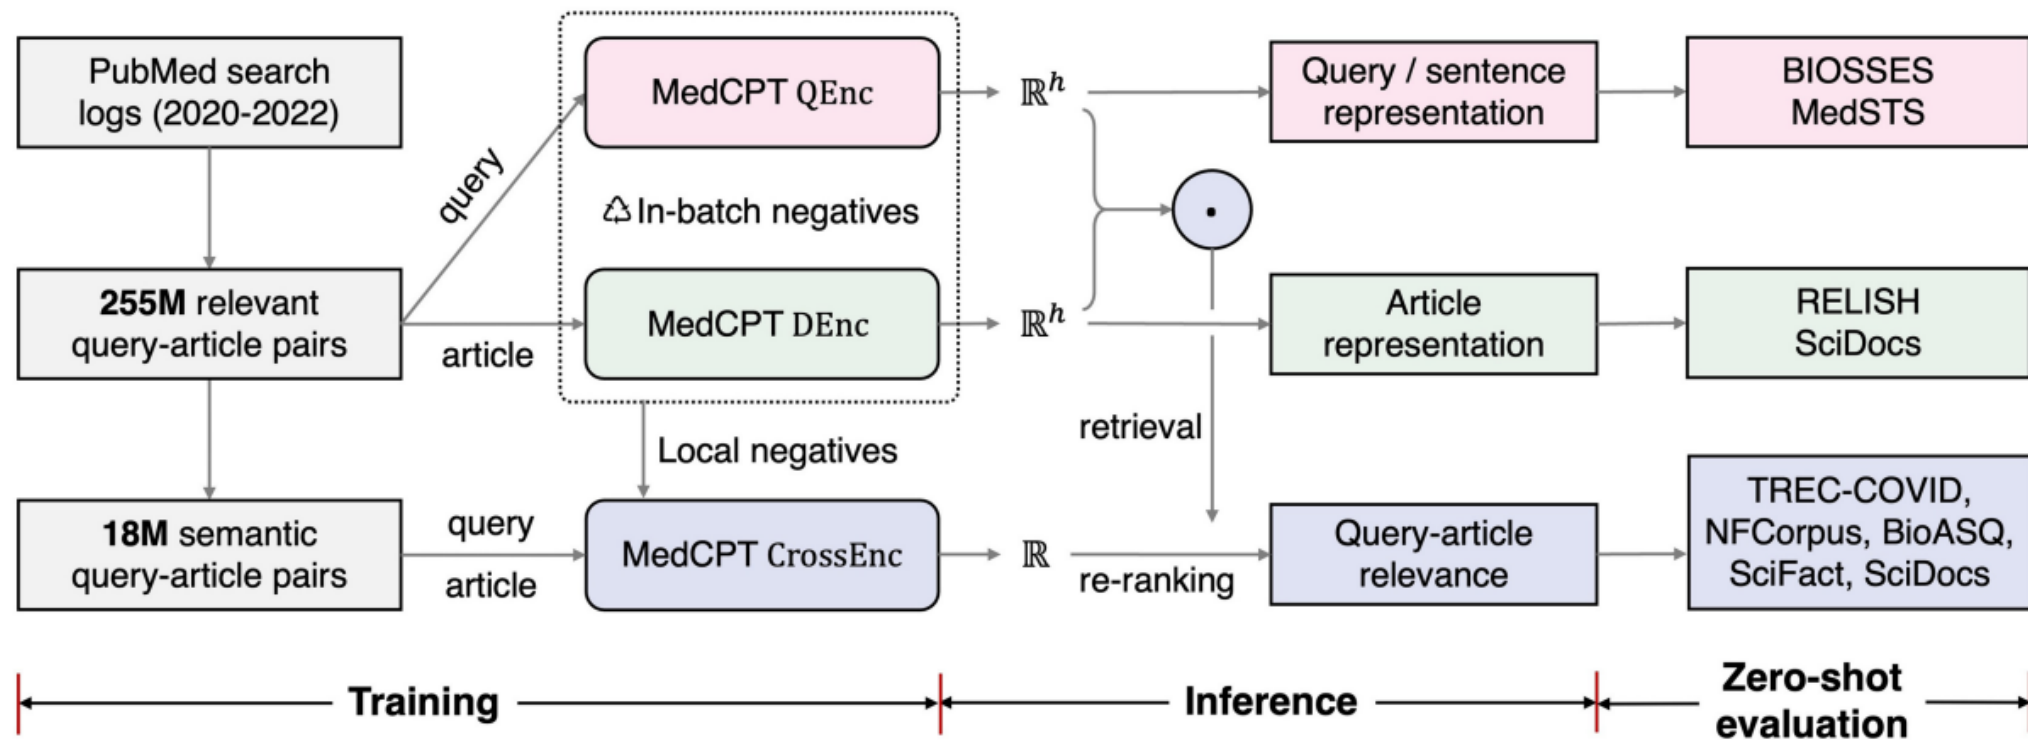 PubMed search
logs (2020-2022)
255M relevant
query-article pairs
18M semantic
query-article pairs
query
article
query
article
MedCPT QEnc
♺ In-batch negatives
MedCPT DEnc
Local negatives
MedCPT CrossEnc
ℝʰ
ℝʰ
ℝ
·
retrieval
re-ranking
Query / sentence
representation
Article
representation
Query-article
relevance
BIOSSES
MedSTS
RELISH
SciDocs
TREC-COVID,
NFCorpus, BioASQ,
SciFact, SciDocs
Training
Inference
Zero-shot
evaluation